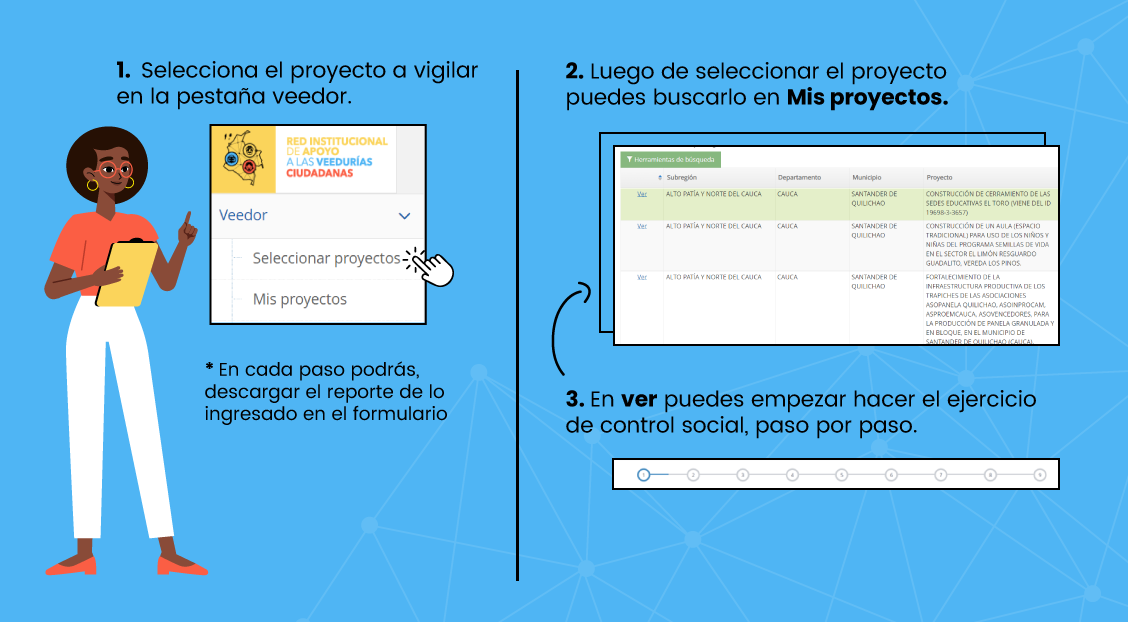 1. Selecciona el proyecto a vigilar
en la pestaña veedor.
RED INSTITUCIONAL
DE APOYO
A LAS VEEDURÍAS
CIUDADANAS
Veedor
Seleccionar proyectos
Mis proyectos
* En cada paso podrás,
descargar el reporte de lo
ingresado en el formulario
2. Luego de seleccionar el proyecto
puedes buscarlo en Mis proyectos.
Herramientas de búsqueda
Subregión Departamento Municipio Proyecto
Ver ALTO PATÍA Y NORTE DEL CAUCA CAUCA SANTANDER DE CONSTRUCCIÓN DE CERRAMIENTO DE LAS
QUILICHAO SEDES EDUCATIVAS EL TORO (VIENE DEL ID
19698-3-3657)
Ver ALTO PATÍA Y NORTE DEL CAUCA CAUCA SANTANDER DE CONSTRUCCIÓN DE UN AULA (ESPACIO
QUILICHAO TRADICIONAL) PARA USO DE LOS NIÑOS Y
NIÑAS DEL PROGRAMA SEMILLAS DE VIDA
EN EL SECTOR EL LIMÓN RESGUARDO
GUADALITO, VEREDA LOS PINOS.
Ver ALTO PATÍA Y NORTE DEL CAUCA CAUCA SANTANDER DE FORTALECIMIENTO DE LA
QUILICHAO INFRAESTRUCTURA PRODUCTIVA DE LOS
TRAPICHES DE LAS ASOCIACIONES
ASOPANELA QUILICHAO, ASOINPROCAM,
ASPROEMCAUCA, ASOVENCEDORES, PARA
LA PRODUCCIÓN DE PANELA GRANULADA Y
EN BLOQUE, EN EL MUNICIPIO DE
SANTANDER DE QUILICHAO (CAUCA).
3. En ver puedes empezar hacer el ejercicio
de control social, paso por paso.
1 2 3 4 5 6 7 8 9